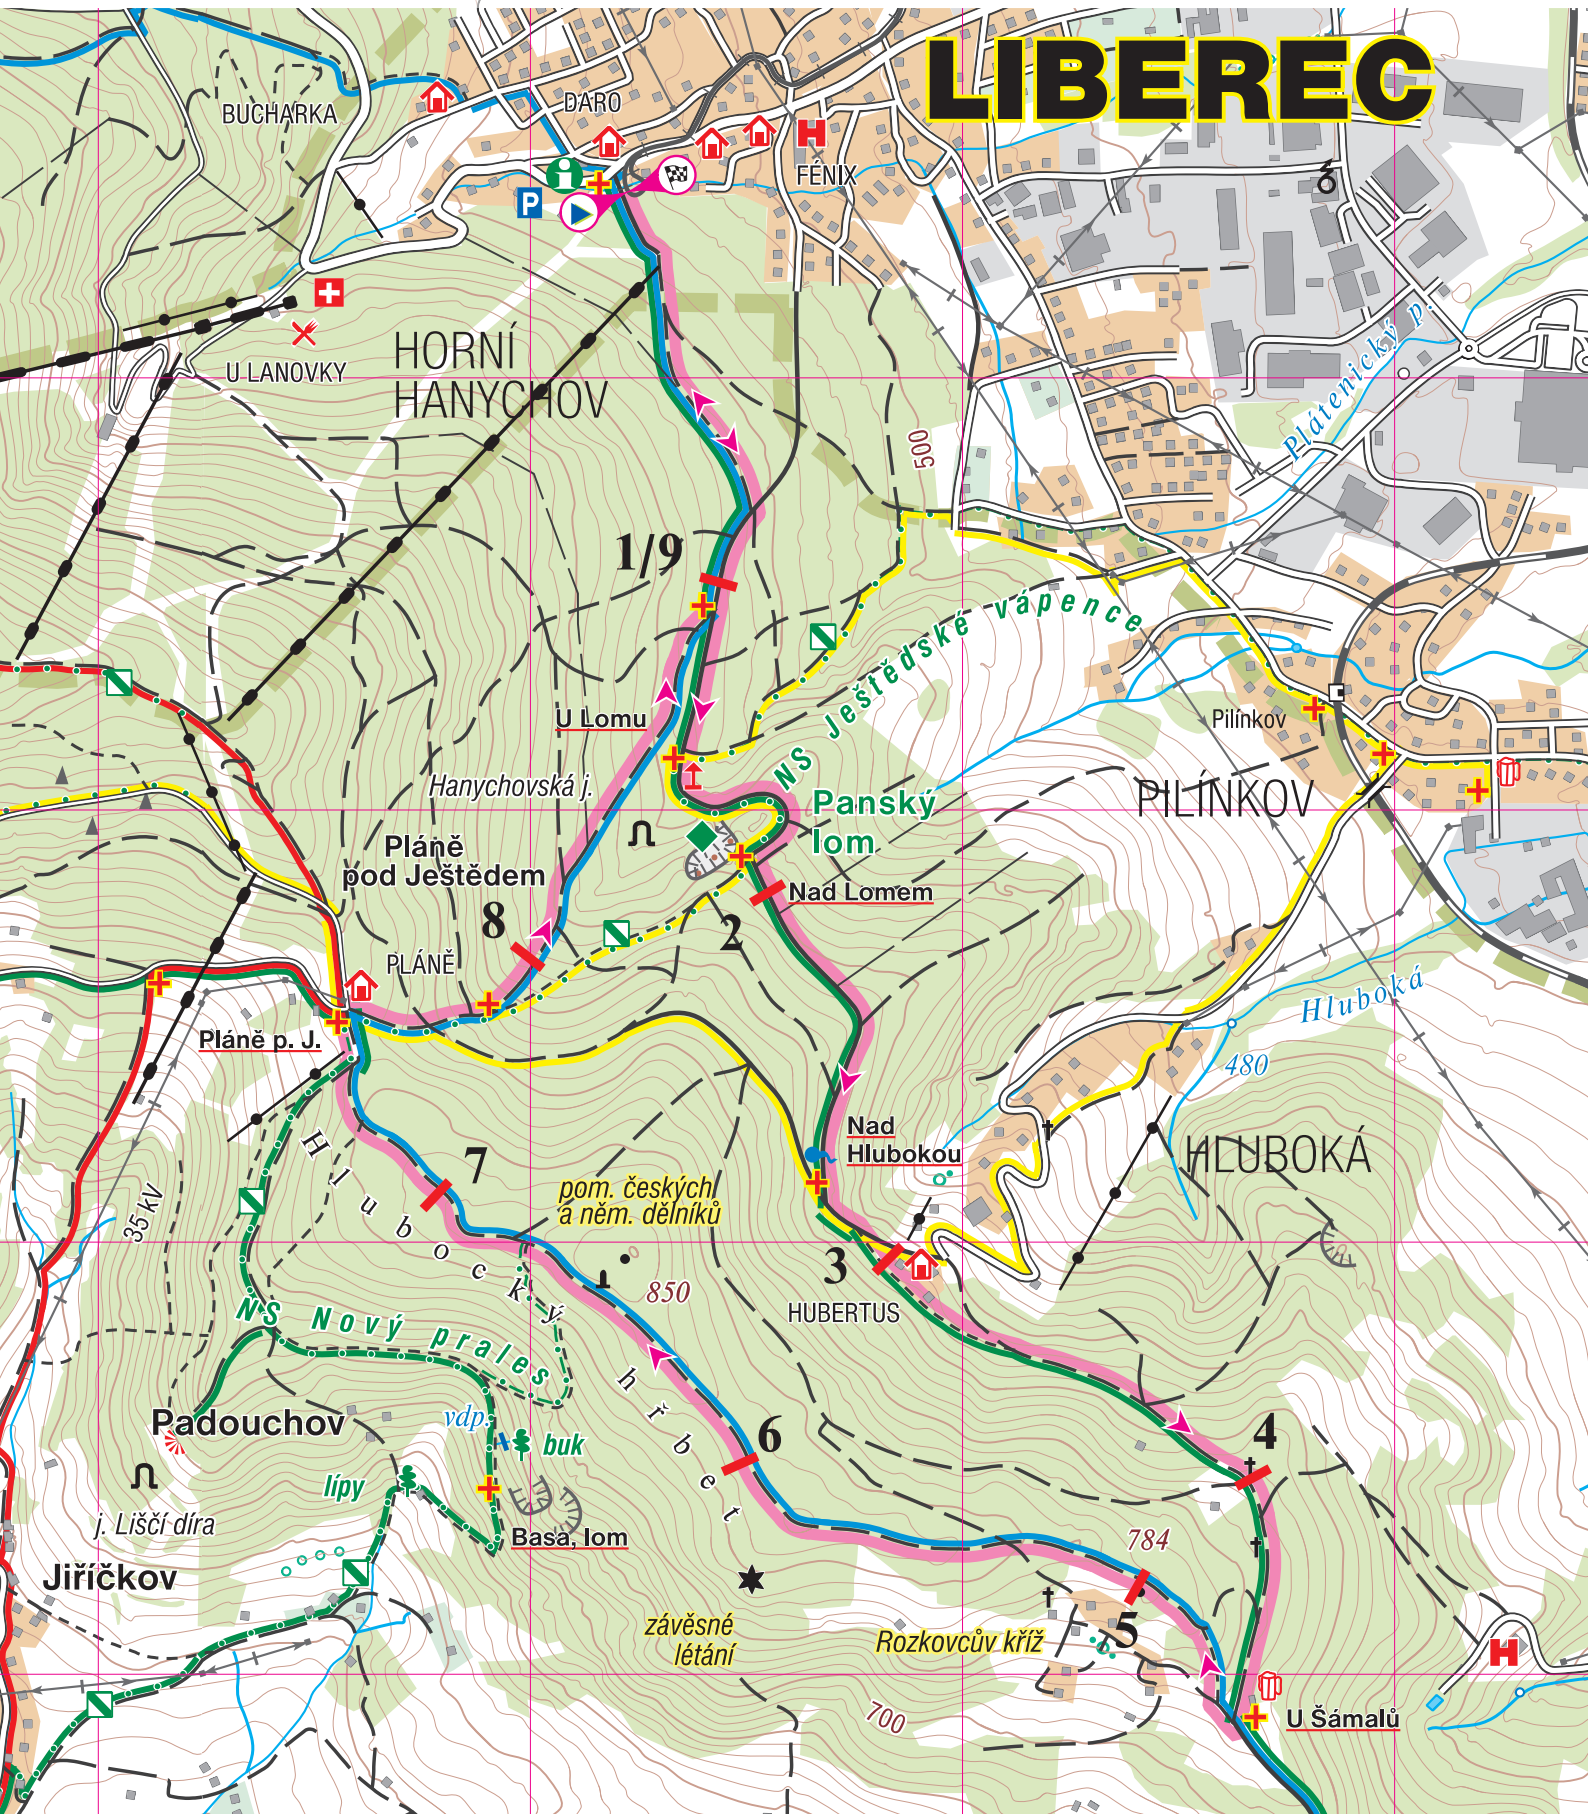 LIBEREC
BUCHARKA
DARO
FÉNIX
P
HORNÍ
HANYCHOV
U LANOVKY
Plátenický p.
500
1/9
NS Ještědské vápence
U Lomu
Pilínkov
PILÍNKOV
Hanychovská j.
Panský
lom
Pláně
pod Ještědem
Nad Lomem
8
2
PLÁNĚ
Pláně p. J.
Hluboká
480
Nad
Hlubokou
HLUBOKÁ
7
pom. českých
a něm. dělníků
35 kV
Hlubocký hřbet
3
850
HUBERTUS
NS Nový prales
Padouchov
vdp.
buk
6
4
lípy
j. Liščí díra
Basa, lom
784
Jiříčkov
závěsné
létání
Rozkovcův kříž
5
700
U Šámalů